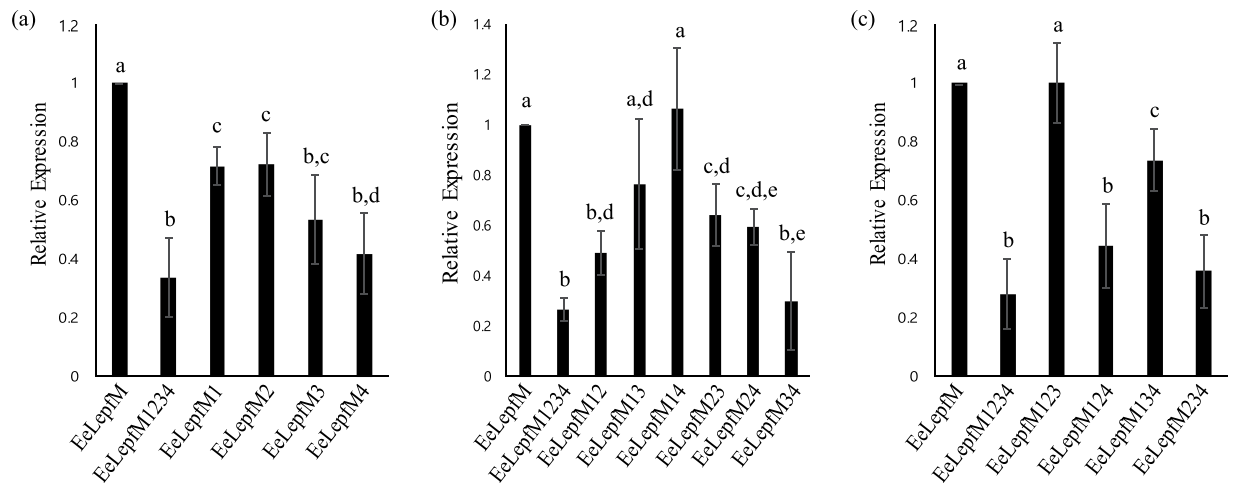 (a)
1.2
1
0.8
0.6
0.4
0.2
0
Relative Expression
a
b
c
c
b,c
b,d
EeLepfM
EeLepfM1234
EeLepfM1
EeLepfM2
EeLepfM3
EeLepfM4
(b)
1.4
1.2
1
0.8
0.6
0.4
0.2
0
Relative Expression
a
b
b,d
a,d
a
c,d
c,d,e
b,e
EeLepfM
EeLepfM1234
EeLepfM12
EeLepfM13
EeLepfM14
EeLepfM23
EeLepfM24
EeLepfM34
(c)
1.2
1
0.8
0.6
0.4
0.2
0
Relative Expression
a
b
a
b
c
b
EeLepfM
EeLepfM1234
EeLepfM123
EeLepfM124
EeLepfM134
EeLepfM234